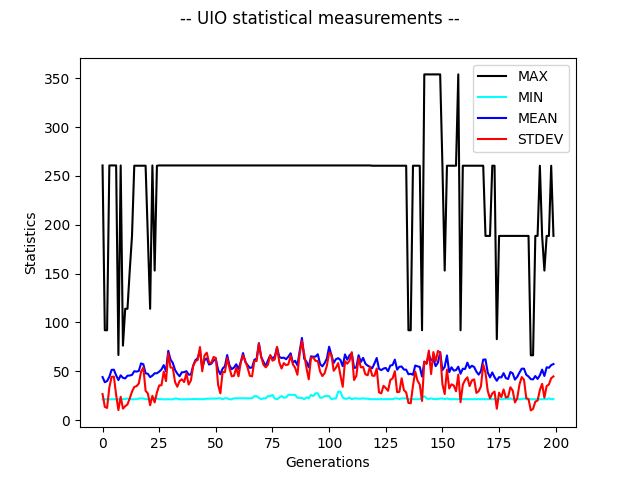 -- UIO statistical measurements --
MAX
MIN
MEAN
STDEV
Statistics
350
300
250
200
150
100
50
0
0 25 50 75 100 125 150 175 200
Generations